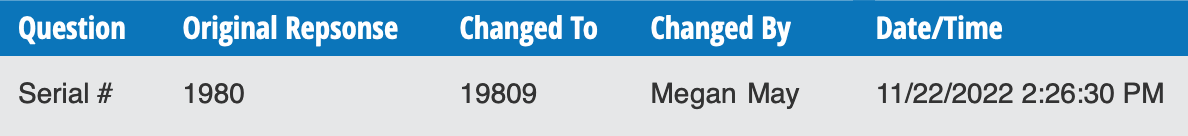 Question Original Repsonse Changed To Changed By Date/Time
Serial # 1980 19809 Megan May 11/22/2022 2:26:30 PM